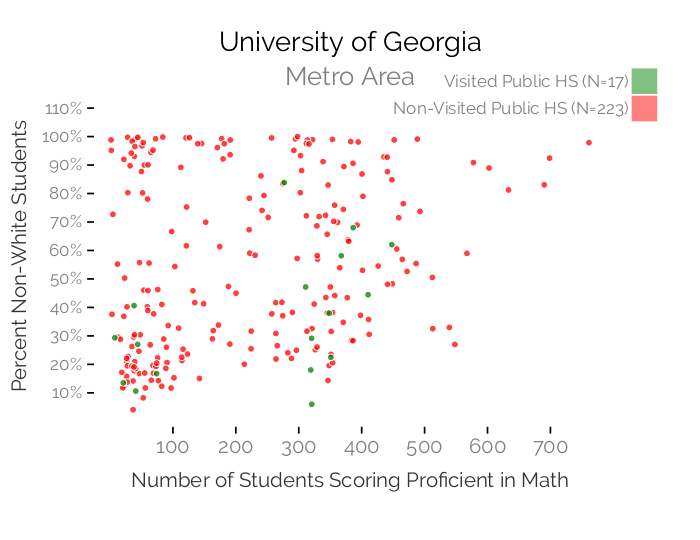 University of Georgia
Metro Area
Visited Public HS (N=17)
Non-Visited Public HS (N=223)
Percent Non-White Students
110%
100%
90%
80%
70%
60%
50%
40%
30%
20%
10%
100 200 300 400 500 600 700
Number of Students Scoring Proficient in Math